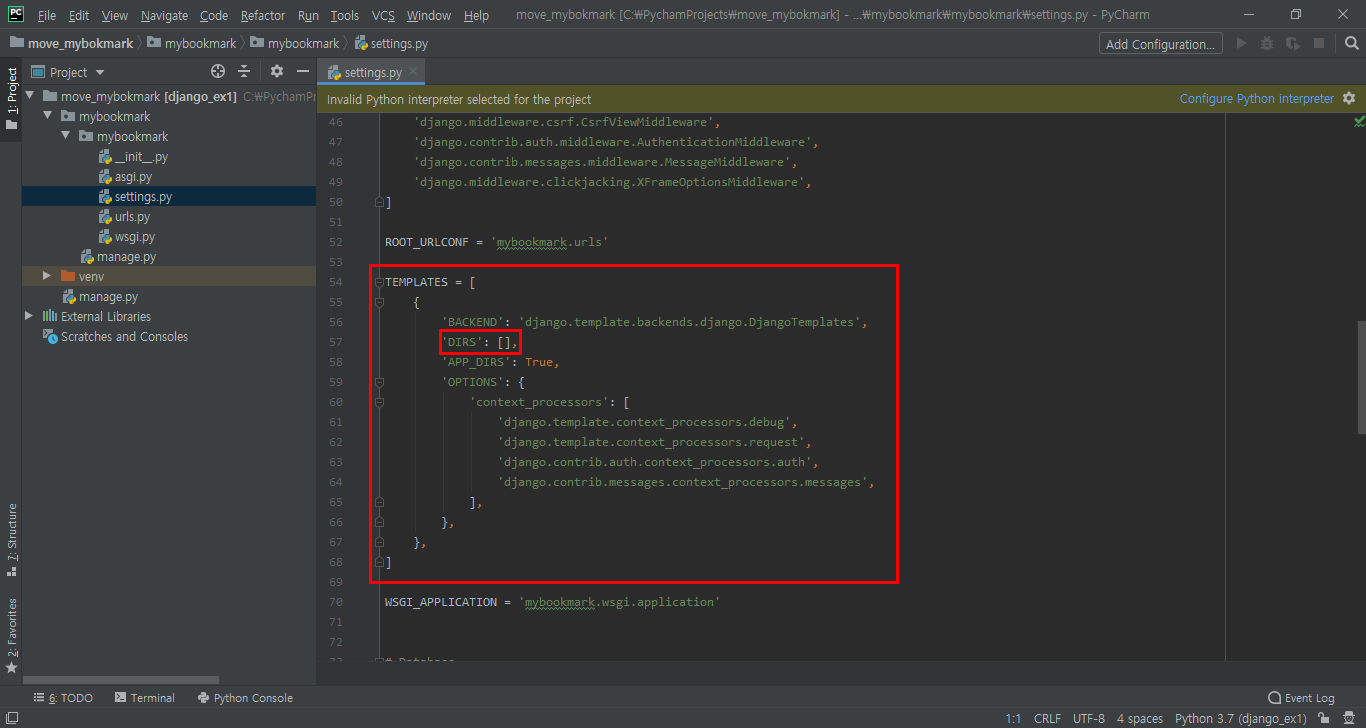 PC File Edit View Navigate Code Refactor Run Tools VCS Window Help move_mybokmark [C:₩PychamProjects₩move_mybokmark] - ...₩mybookmark₩mybookmark₩settings.py - PyCharm
move_mybokmark mybookmark mybookmark settings.py Add Configuration...
1: Project
Project
move_mybokmark [django_ex1] C:₩PychamPr
mybookmark
mybookmark
__init__.py
asgi.py
settings.py
urls.py
wsgi.py
manage.py
venv
manage.py
External Libraries
Scratches and Consoles
7: Structure
2: Favorites
settings.py
Invalid Python interpreter selected for the project Configure Python interpreter
46 'django.middleware.csrf.CsrfViewMiddleware',
47 'django.contrib.auth.middleware.AuthenticationMiddleware',
48 'django.contrib.messages.middleware.MessageMiddleware',
49 'django.middleware.clickjacking.XFrameOptionsMiddleware',
50 ]
51
52 ROOT_URLCONF = 'mybookmark.urls'
53
54 TEMPLATES = [
55 {
56 'BACKEND': 'django.template.backends.django.DjangoTemplates',
57 'DIRS': [],
58 'APP_DIRS': True,
59 'OPTIONS': {
60 'context_processors': [
61 'django.template.context_processors.debug',
62 'django.template.context_processors.request',
63 'django.contrib.auth.context_processors.auth',
64 'django.contrib.messages.context_processors.messages',
65 ],
66 },
67 },
68 ]
69
70 WSGI_APPLICATION = 'mybookmark.wsgi.application'
71
72
73 # Database
6: TODO Terminal Python Console Event Log
1:1 CRLF UTF-8 4 spaces Python 3.7 (django_ex1)